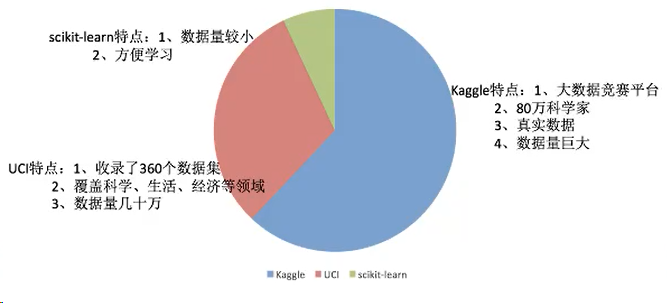 scikit-learn特点：1、数据量较小
2、方便学习
Kaggle特点：1、大数据竞赛平台
2、80万科学家
3、真实数据
4、数据量巨大
UCI特点：1、收录了360个数据集
2、覆盖科学、生活、经济等领域
3、数据量几十万
Kaggle UCI scikit-learn